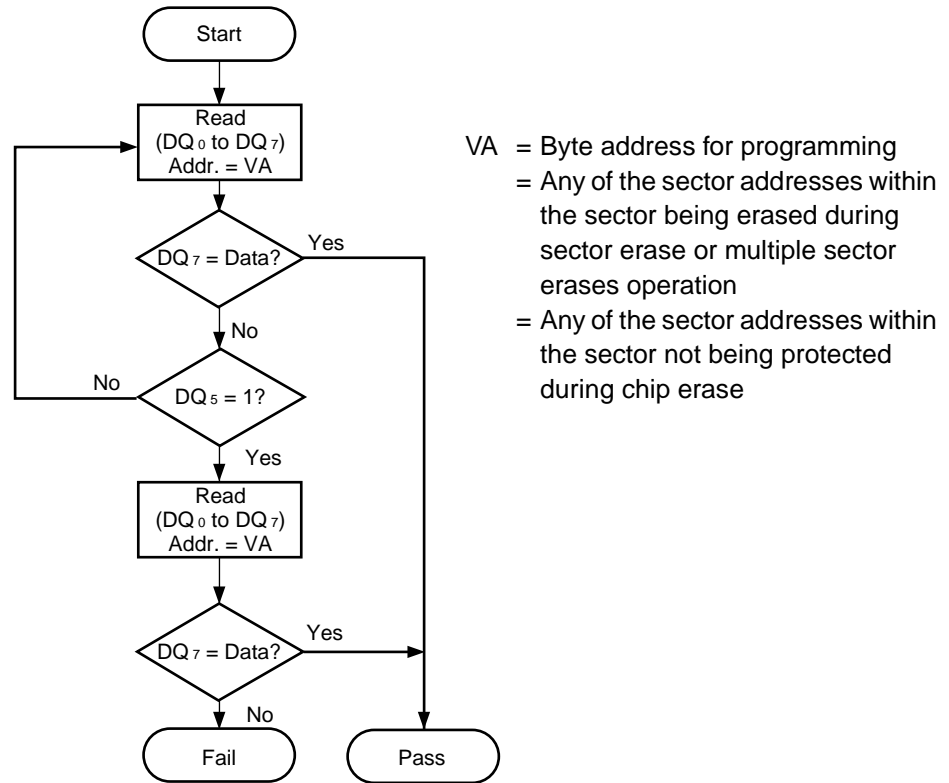 Start
Read
(DQ0 to DQ7)
Addr. = VA
DQ7 = Data?
Yes
No
No
DQ5 = 1?
Yes
Read
(DQ0 to DQ7)
Addr. = VA
DQ7 = Data?
Yes
No
Fail
Pass
VA = Byte address for programming
= Any of the sector addresses within
the sector being erased during
sector erase or multiple sector
erases operation
= Any of the sector addresses within
the sector not being protected
during chip erase